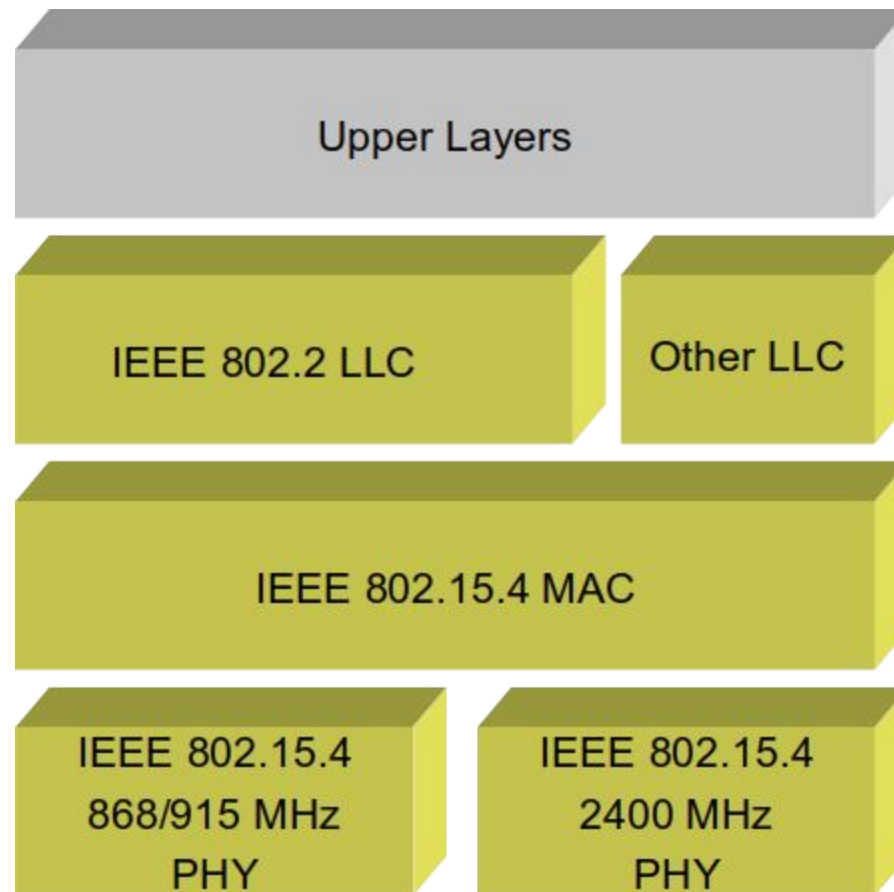 Upper Layers
IEEE 802.2 LLC
Other LLC
IEEE 802.15.4 MAC
IEEE 802.15.4
868/915 MHz
PHY
IEEE 802.15.4
2400 MHz
PHY